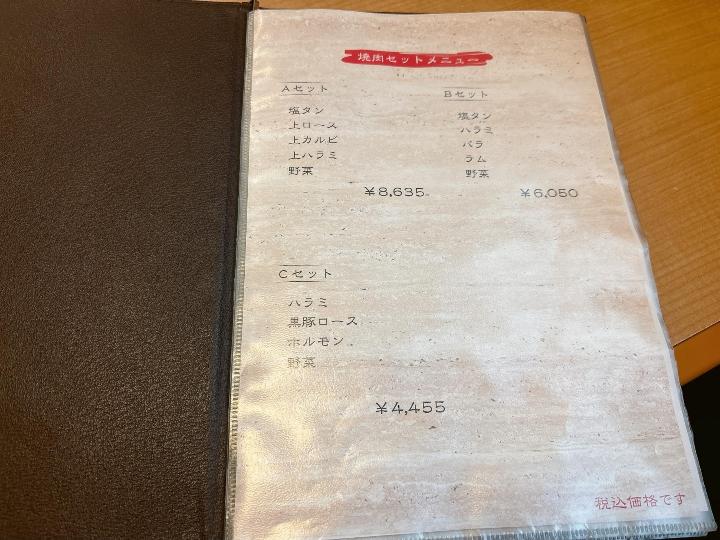 焼肉セットメニュー
Aセット
塩タン
上ロース
上カルビ
上ハラミ
野菜
¥8,635
Bセット
塩タン
ハラミ
バラ
ラム
野菜
¥6,050
Cセット
ハラミ
黒豚ロース
ホルモン
野菜
¥4,455
税込価格です